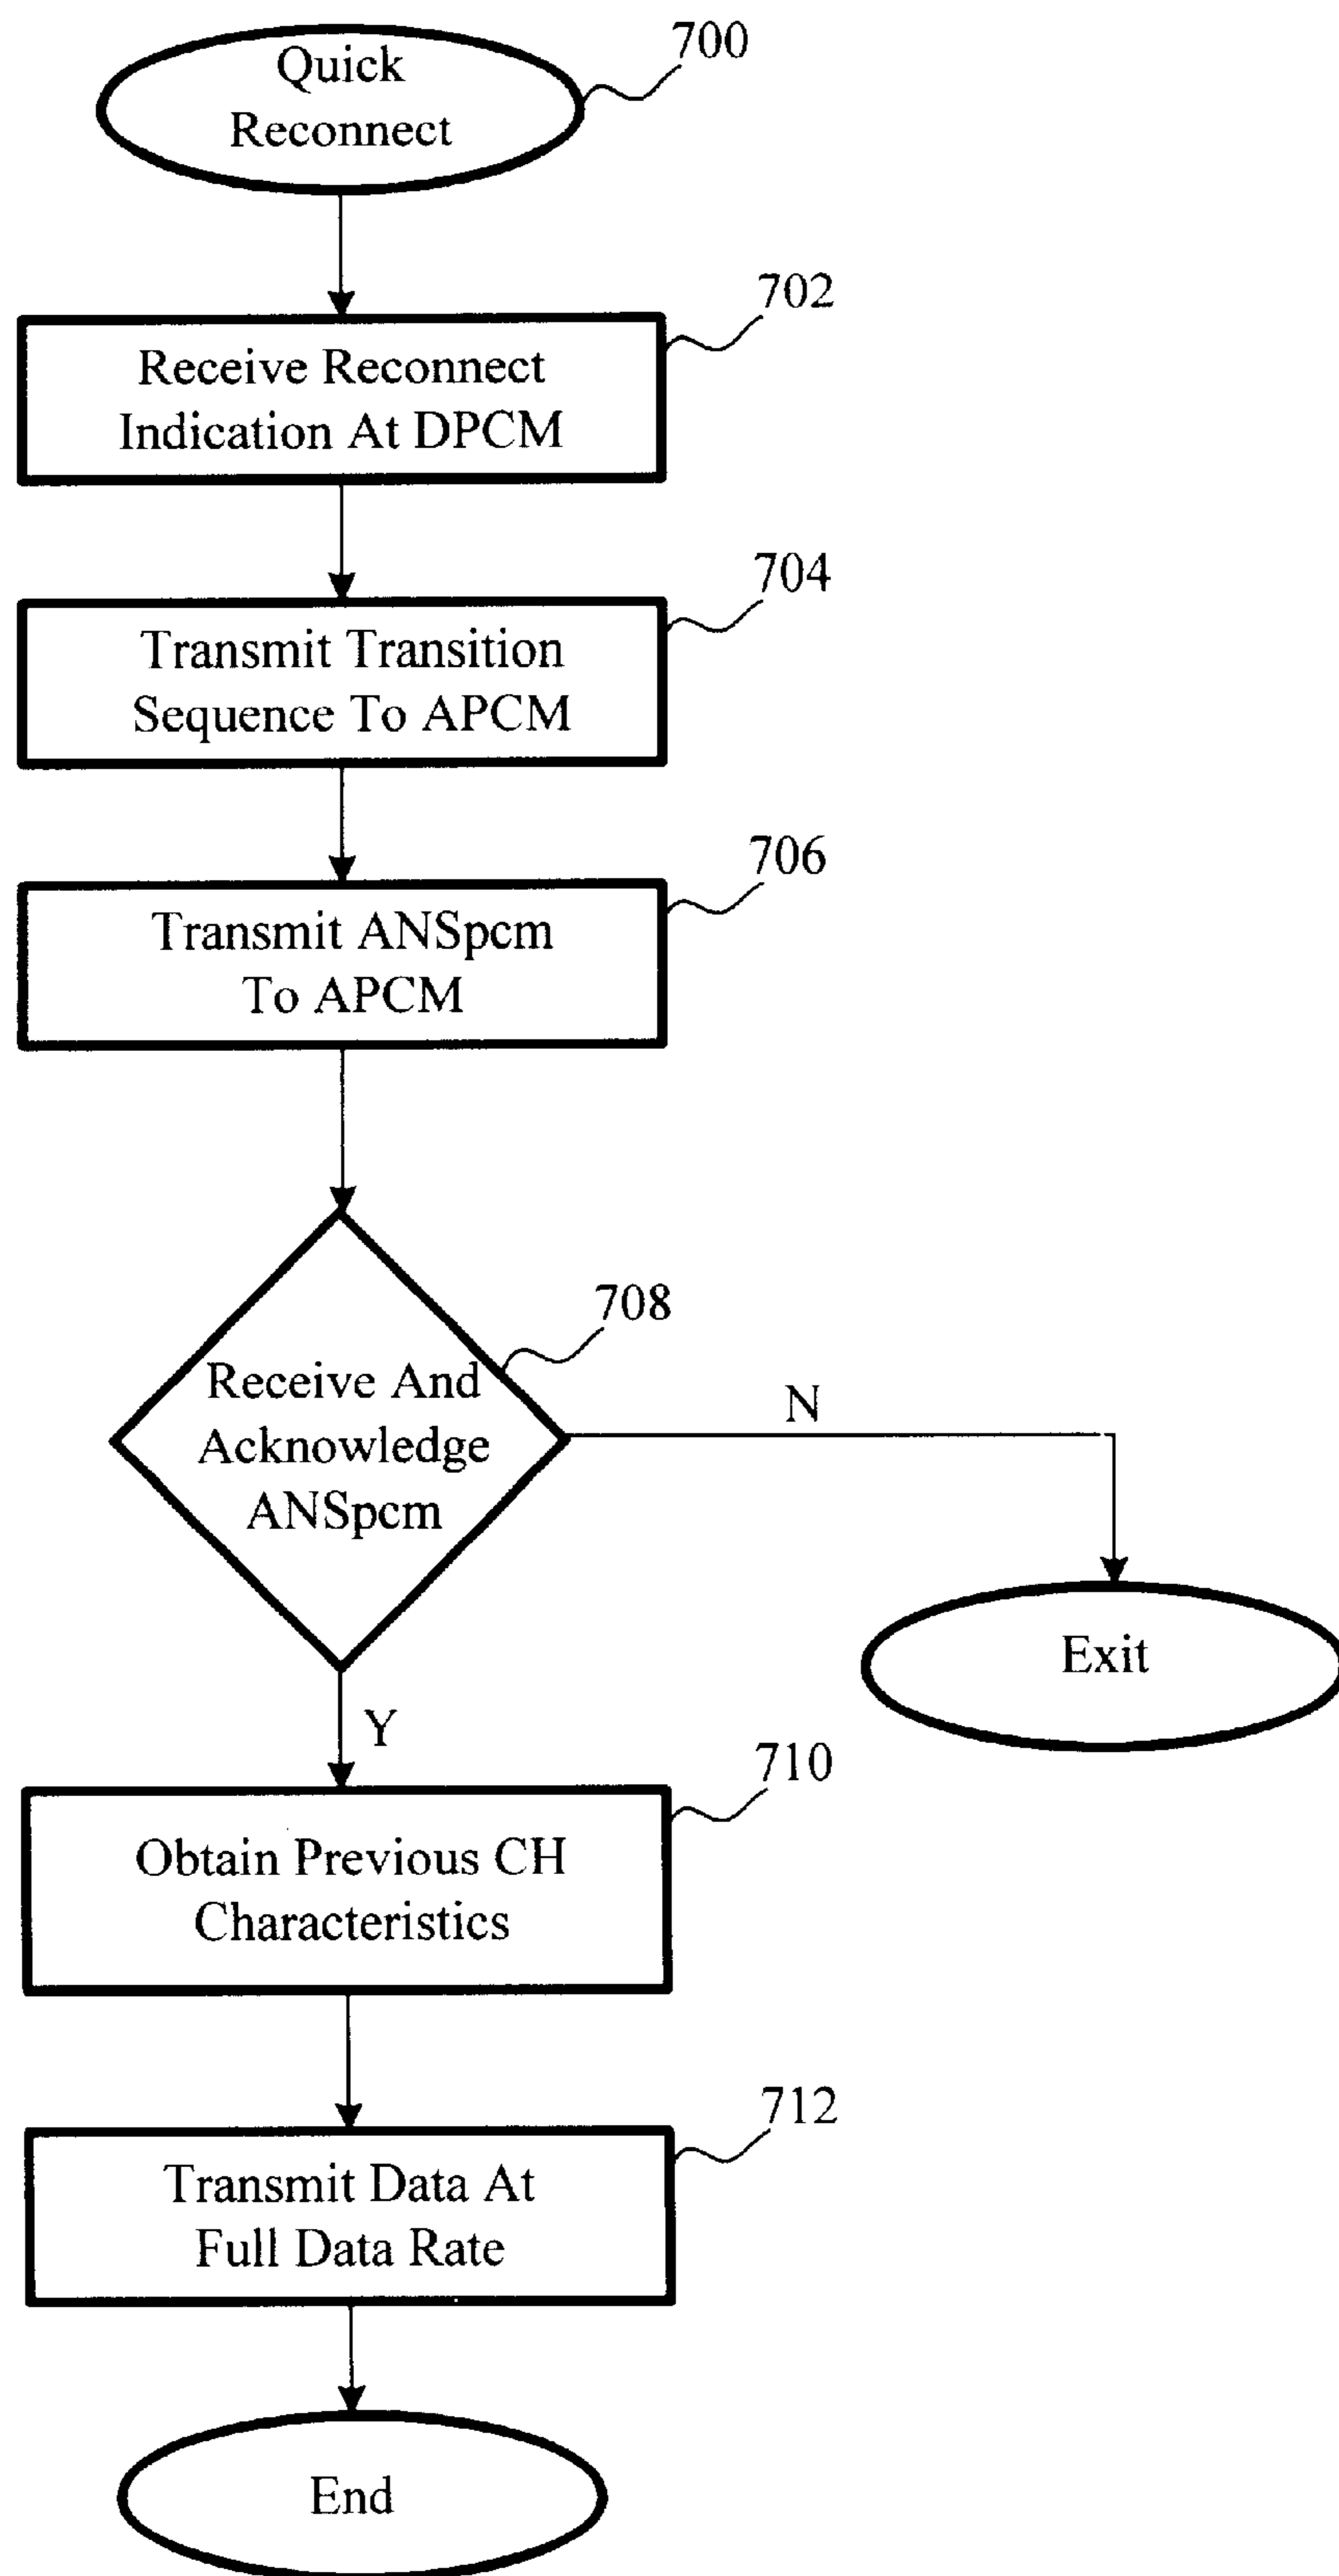 Quick
Reconnect
700
702
Receive Reconnect
Indication At DPCM
704
Transmit Transition
Sequence To APCM
706
Transmit ANSpcm
To APCM
708
Receive And
Acknowledge
ANSpcm
N
Exit
Y
710
Obtain Previous CH
Characteristics
712
Transmit Data At
Full Data Rate
End